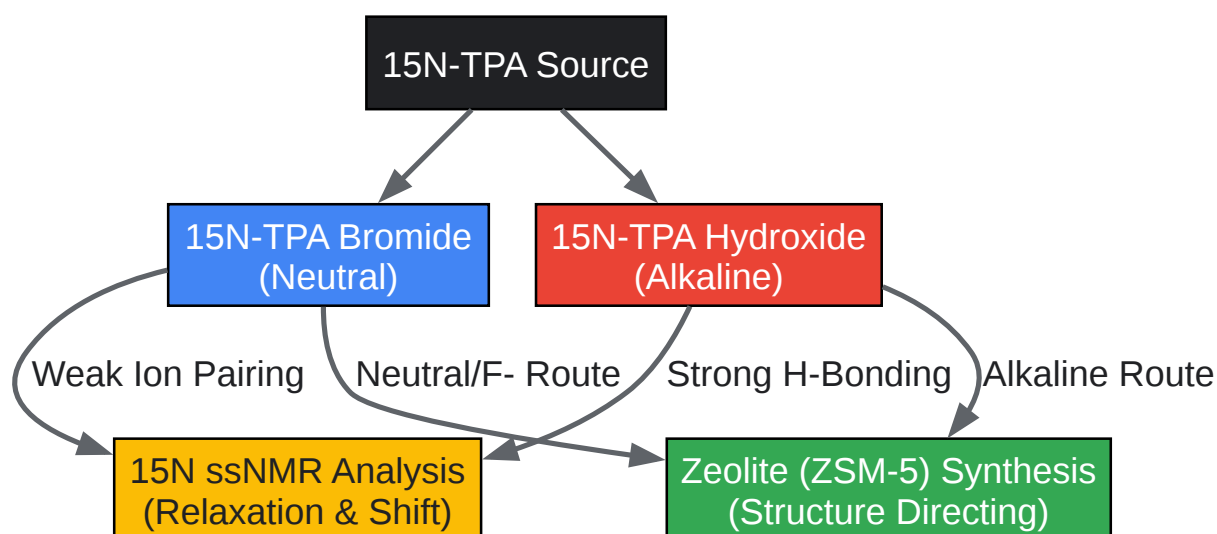 15N-TPA Source
15N-TPA Bromide
(Neutral)
15N-TPA Hydroxide
(Alkaline)
Weak Ion Pairing
Neutral/F- Route
Strong H-Bonding
Alkaline Route
15N ssNMR Analysis
(Relaxation & Shift)
Zeolite (ZSM-5) Synthesis
(Structure Directing)